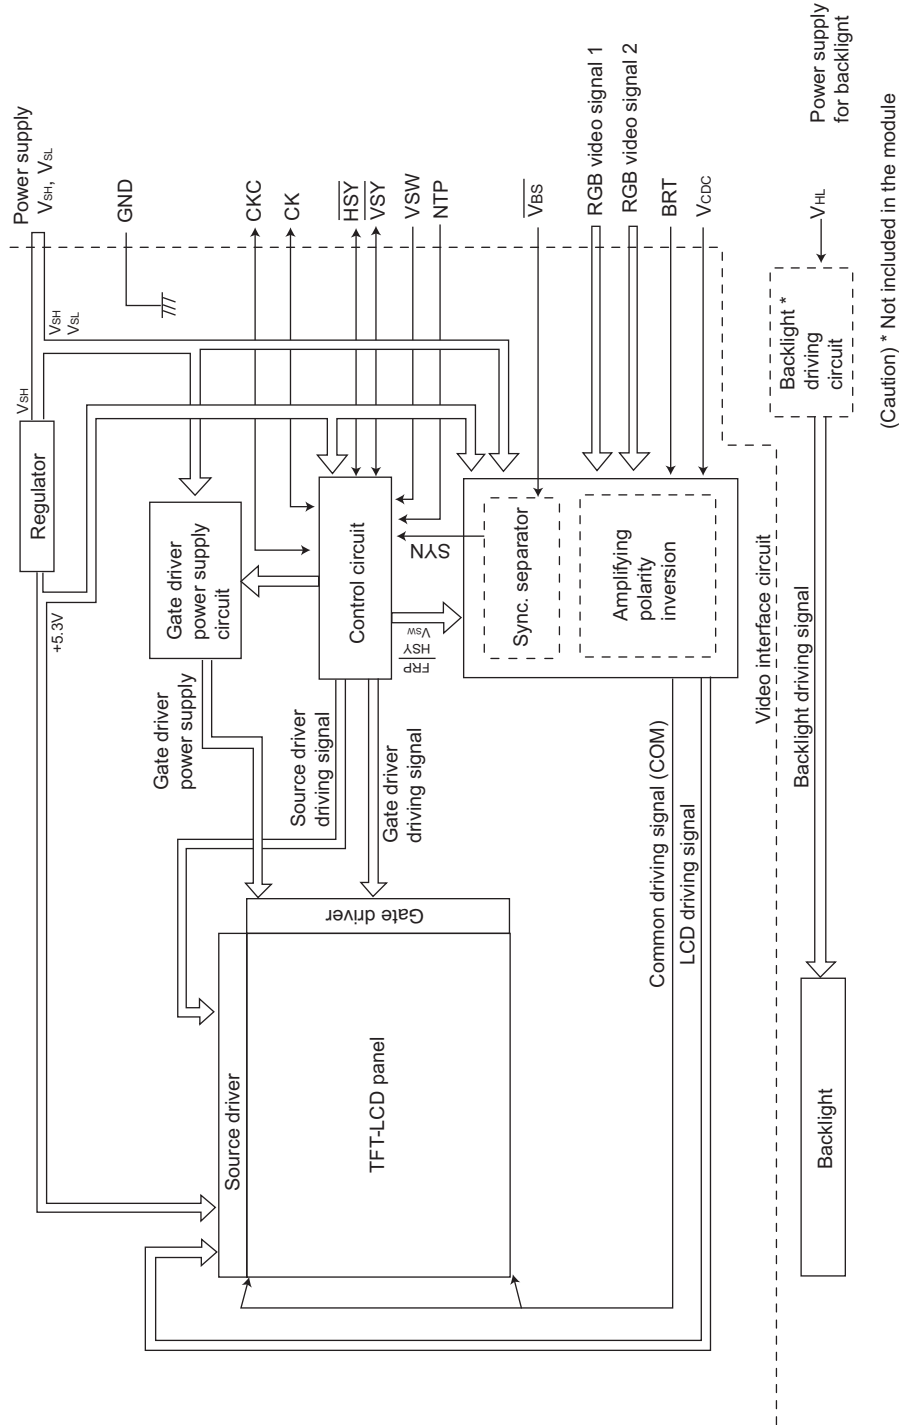 Power supply
VSH, VSL
GND
CKC
CK
HSY
VSY
VSW
NTP
VBS
RGB video signal 1
RGB video signal 2
BRT
VCDC
VHL
Power supply
for backlignt
(Caution) * Not included in the module
VSH
VSL
VSH
Regulator
+5.3V
Gate driver
power supply
circuit
Control circuit
SYN
FRP
HSY
VSW
Sync. separator
Amplifying
polarity
inversion
Video interface circuit
Backlight *
driving
circuit
Gate driver
power supply
Source driver
driving signal
Gate driver
driving signal
Common driving signal (COM)
LCD driving signal
Backlight driving signal
Gate driver
Source driver
TFT-LCD panel
Backlight